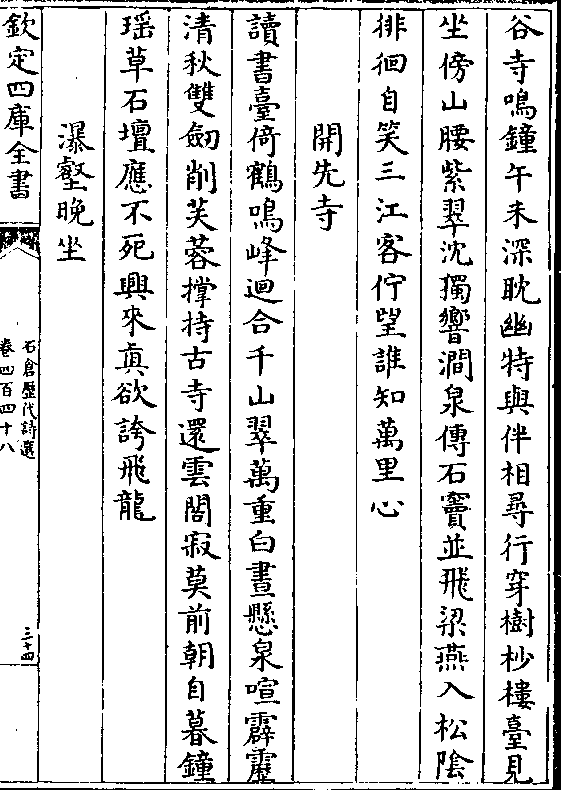 谷寺鳴鐘午未深耽幽特與伴相尋行穿樹杪樓臺見
坐傍山腰紫翠沈獨響澗泉傳石竇並飛梁燕入松陰
徘徊自笑三江客佇望誰知萬里心
開先寺
讀書臺倚鶴鳴峰迴合千山翠萬重白晝懸泉喧霹靂
清秋雙劒削芙蓉撑持古寺還雲閣寂莫前朝自暮鐘
瑶草石壇應不死興來真欲誇飛龍
瀑壑晚坐
欽定四庫全書
石倉歷代詩選
卷四百四十八
三十四